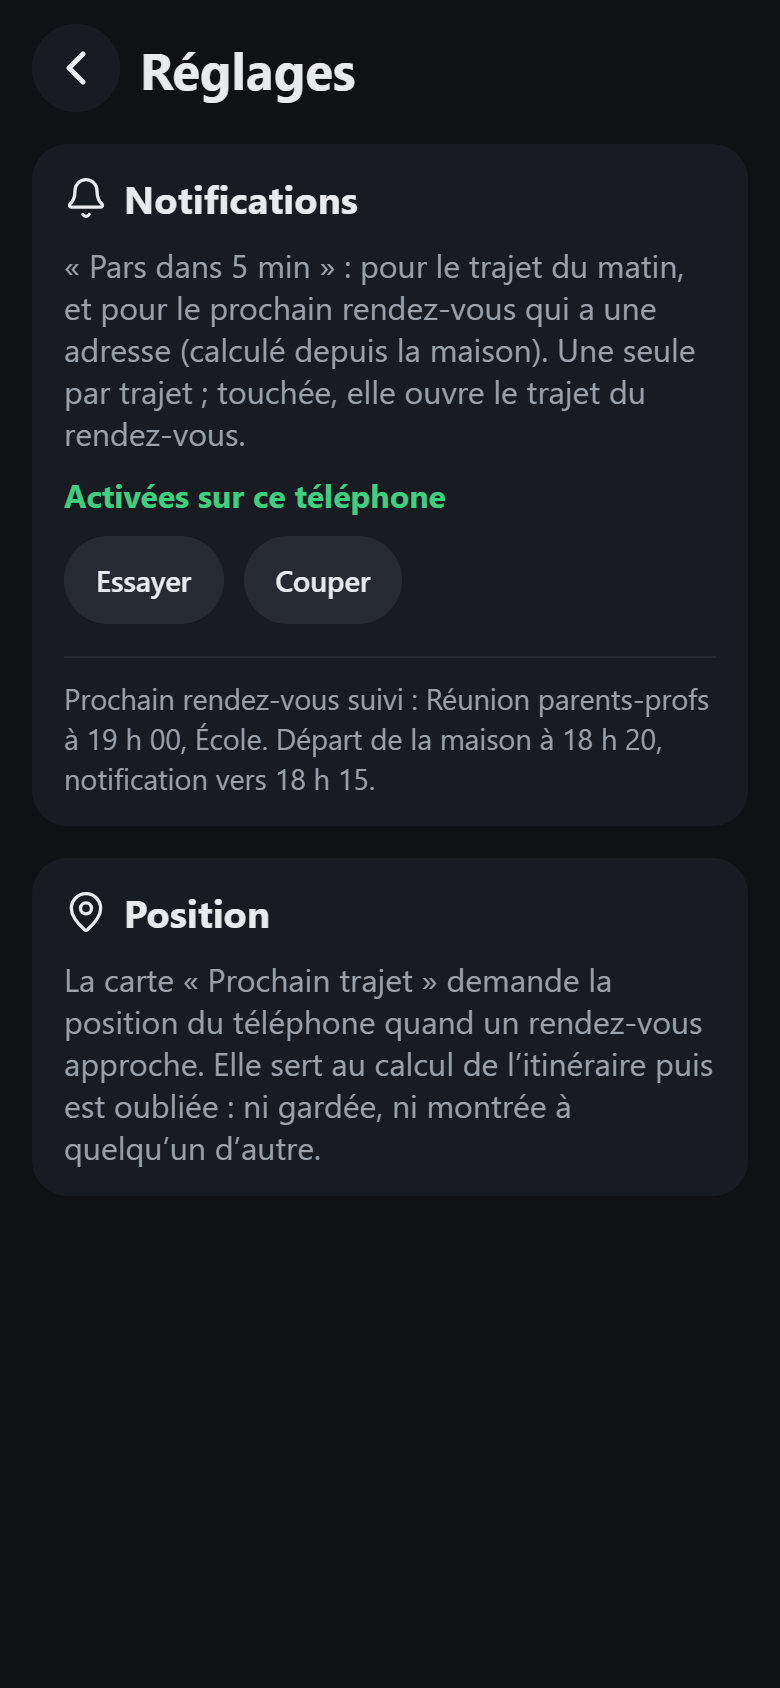 Réglages
Notifications
« Pars dans 5 min » : pour le trajet du matin,
et pour le prochain rendez-vous qui a une
adresse (calculé depuis la maison). Une seule
par trajet ; touchée, elle ouvre le trajet du
rendez-vous.
Activées sur ce téléphone
Essayer Couper
Prochain rendez-vous suivi : Réunion parents-profs
à 19 h 00, École. Départ de la maison à 18 h 20,
notification vers 18 h 15.
Position
La carte « Prochain trajet » demande la
position du téléphone quand un rendez-vous
approche. Elle sert au calcul de l’itinéraire puis
est oubliée : ni gardée, ni montrée à
quelqu’un d’autre.